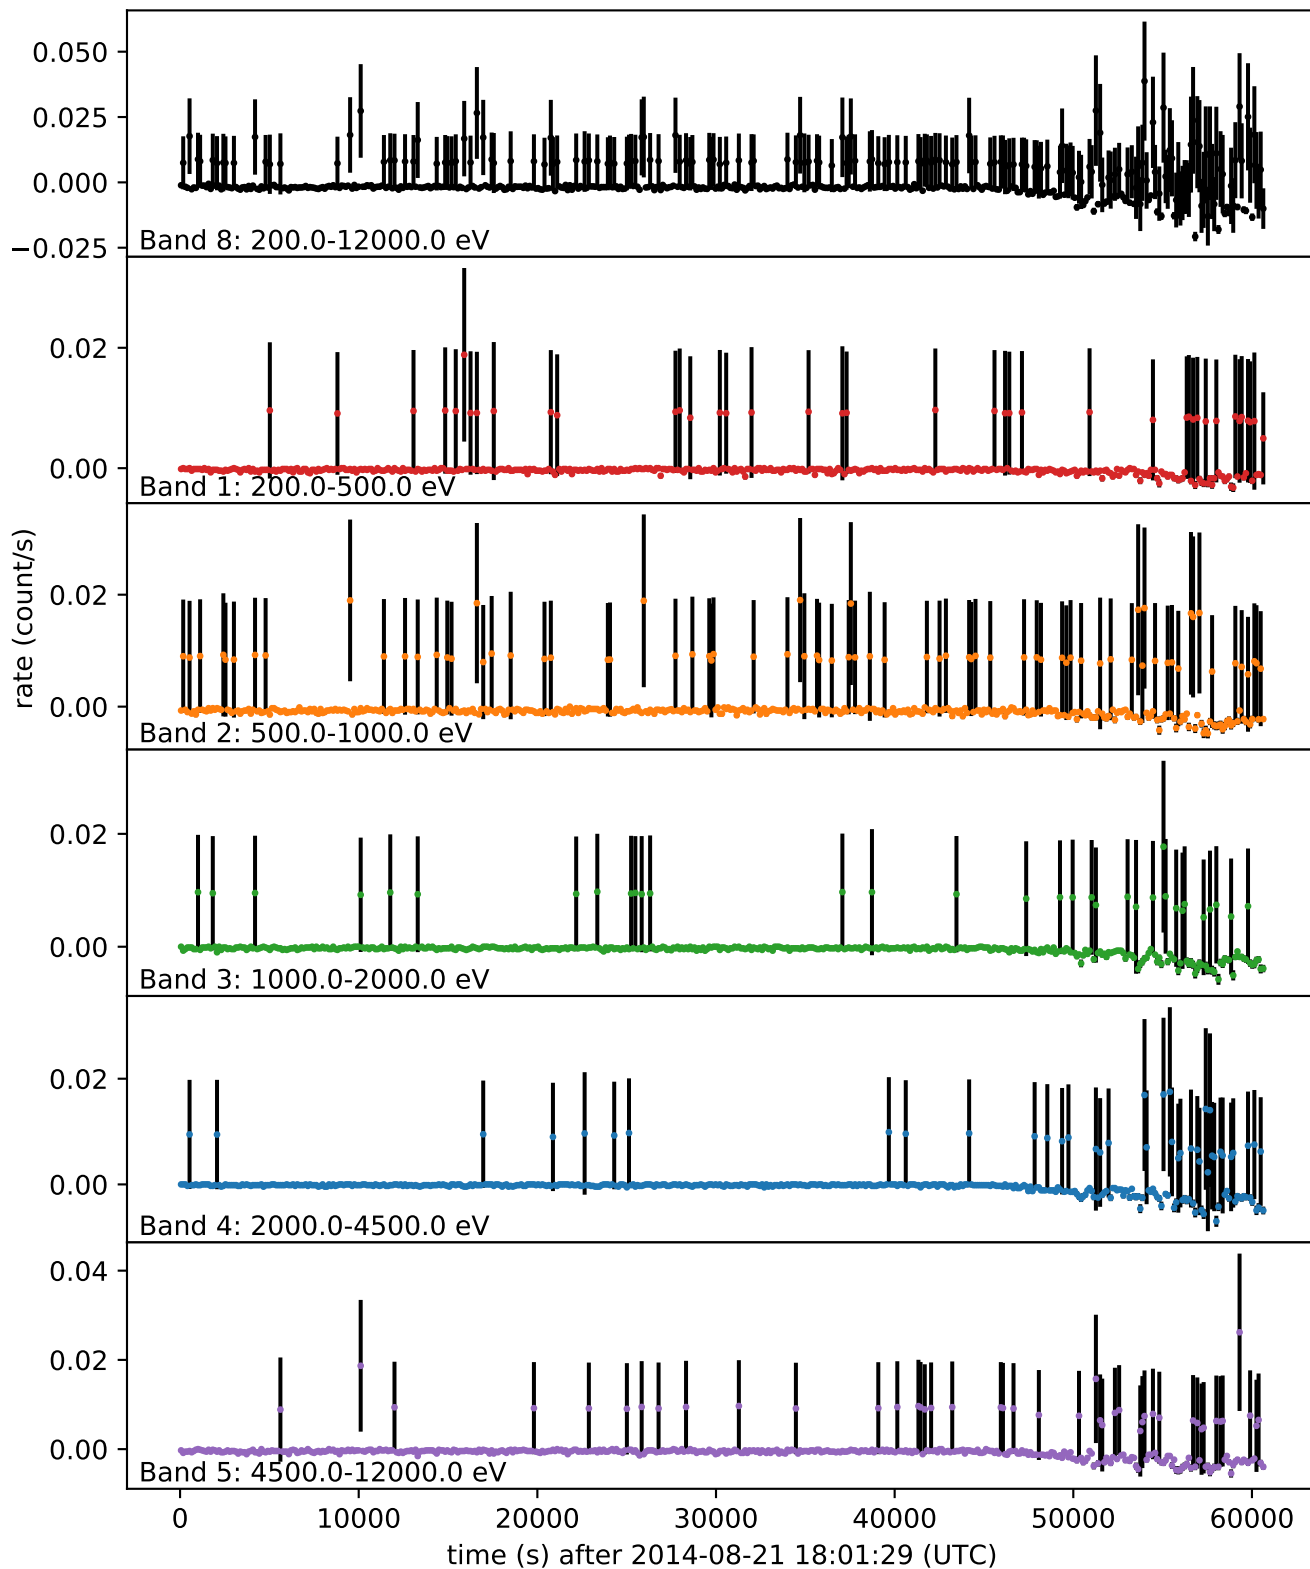 0.050
0.025
0.000
−0.025
Band 8: 200.0-12000.0 eV
0.02
0.00
Band 1: 200.0-500.0 eV
rate (count/s)
0.02
0.00
Band 2: 500.0-1000.0 eV
0.02
0.00
Band 3: 1000.0-2000.0 eV
0.02
0.00
Band 4: 2000.0-4500.0 eV
0.04
0.02
0.00
Band 5: 4500.0-12000.0 eV
0 10000 20000 30000 40000 50000 60000
time (s) after 2014-08-21 18:01:29 (UTC)